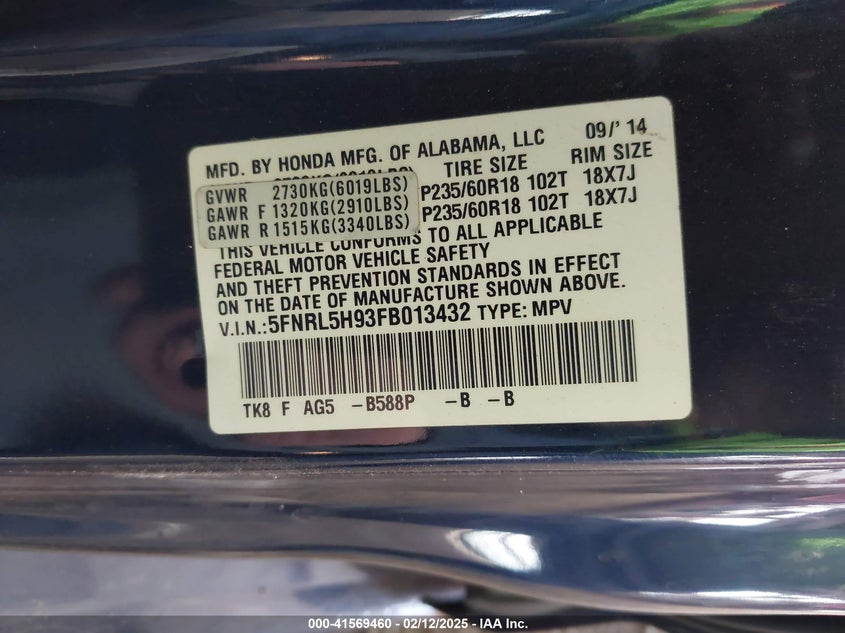 MFD. BY HONDA MFG. OF ALABAMA, LLC 09/' 14
TIRE SIZE RIM SIZE
GVWR 2730KG(6019LBS)
GAWR F 1320KG(2910LBS) P235/60R18 102T 18X7J
GAWR R 1515KG(3340LBS) P235/60R18 102T 18X7J
THIS VEHICLE CONFORMS TO ALL APPLICABLE
FEDERAL MOTOR VEHICLE SAFETY
AND THEFT PREVENTION STANDARDS IN EFFECT
ON THE DATE OF MANUFACTURE SHOWN ABOVE.
V.I.N.:5FNRL5H93FB013432 TYPE: MPV
TK8 F AG5 -B588P -B -B
000-41569460 - 02/12/2025 - IAA Inc.